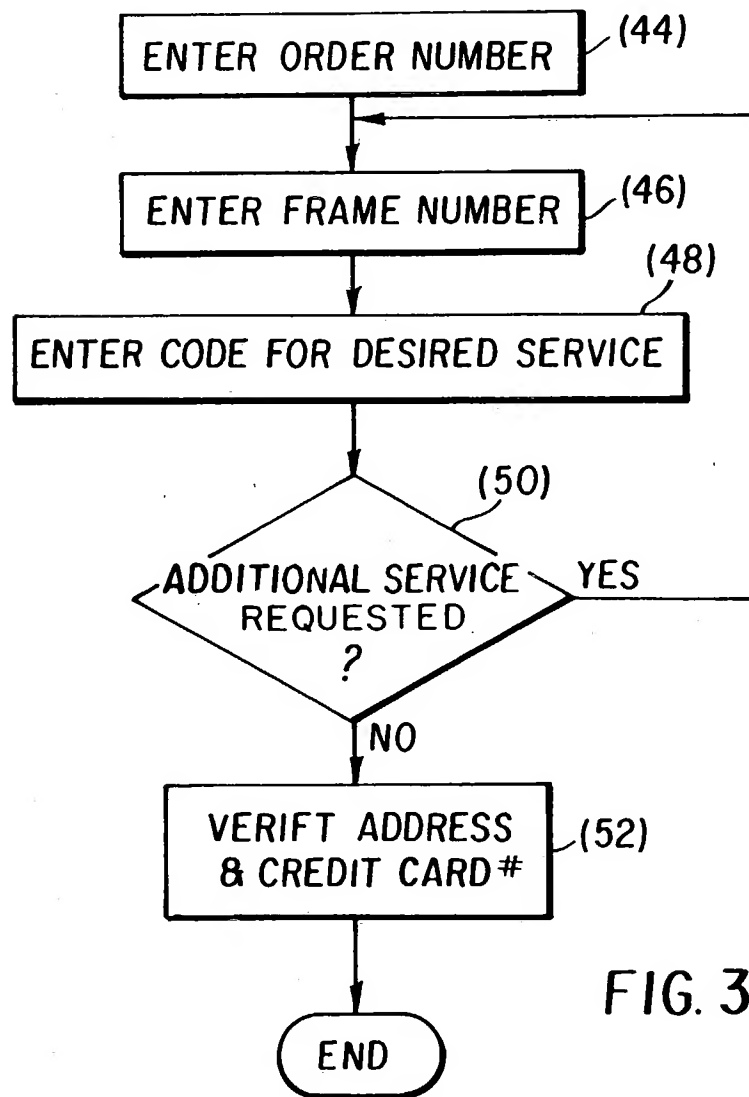 ENTER ORDER NUMBER
(44)
ENTER FRAME NUMBER
(46)
(48)
ENTER CODE FOR DESIRED SERVICE
(50)
ADDITIONAL SERVICE
REQUESTED
?
YES
NO
VERIFT ADDRESS
& CREDIT CARD#
(52)
FIG. 3
END